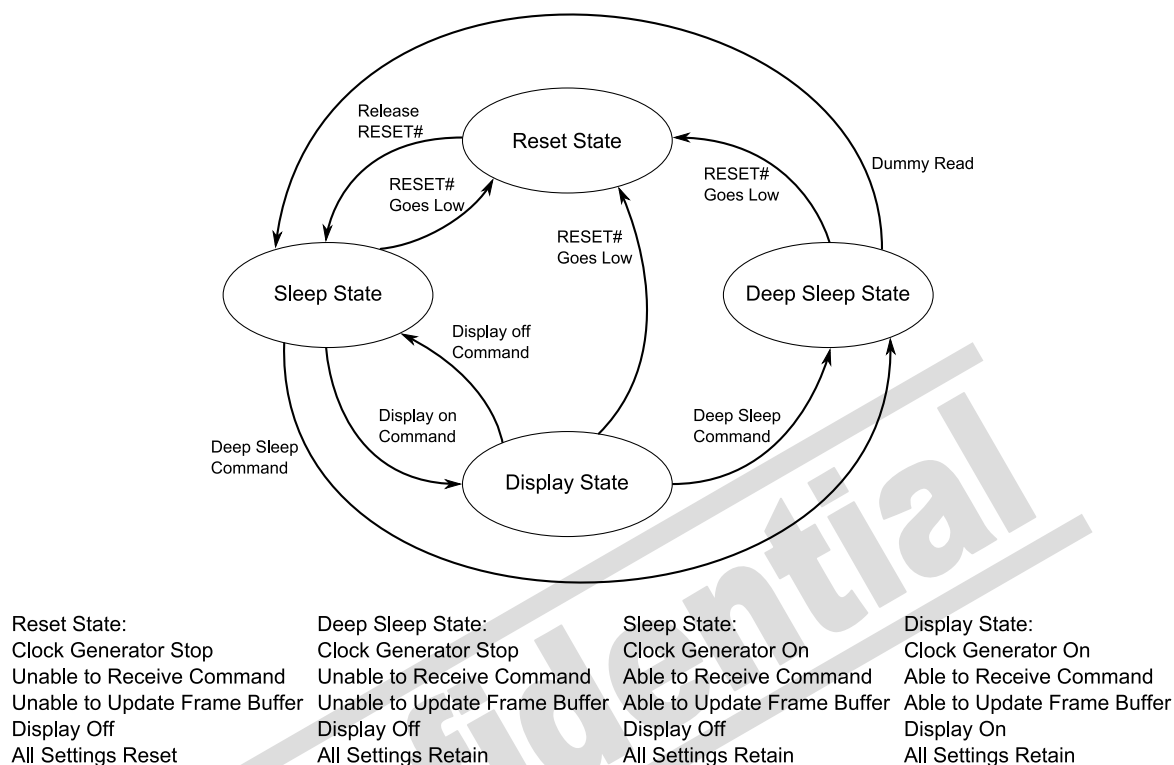 Release
RESET#
Reset State
Dummy Read
RESET#
Goes Low
RESET#
Goes Low
RESET#
Goes Low
Sleep State
Deep Sleep State
Display off
Command
Display on
Command
Deep Sleep
Command
Deep Sleep
Command
Display State
Reset State:
Clock Generator Stop
Unable to Receive Command
Unable to Update Frame Buffer
Display Off
All Settings Reset
Deep Sleep State:
Clock Generator Stop
Unable to Receive Command
Unable to Update Frame Buffer
Display Off
All Settings Retain
Sleep State:
Clock Generator On
Able to Receive Command
Able to Update Frame Buffer
Display Off
All Settings Retain
Display State:
Clock Generator On
Able to Receive Command
Able to Update Frame Buffer
Display On
All Settings Retain
fidential